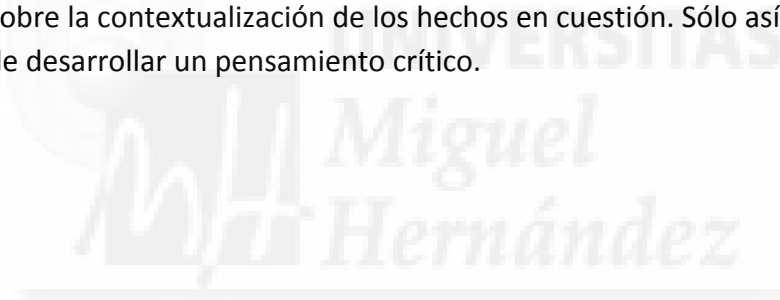 obre la contextualización de los hechos en cuestión. Sólo así
le desarrollar un pensamiento crítico.
UNIVERSITAS
Miguel
Hernández